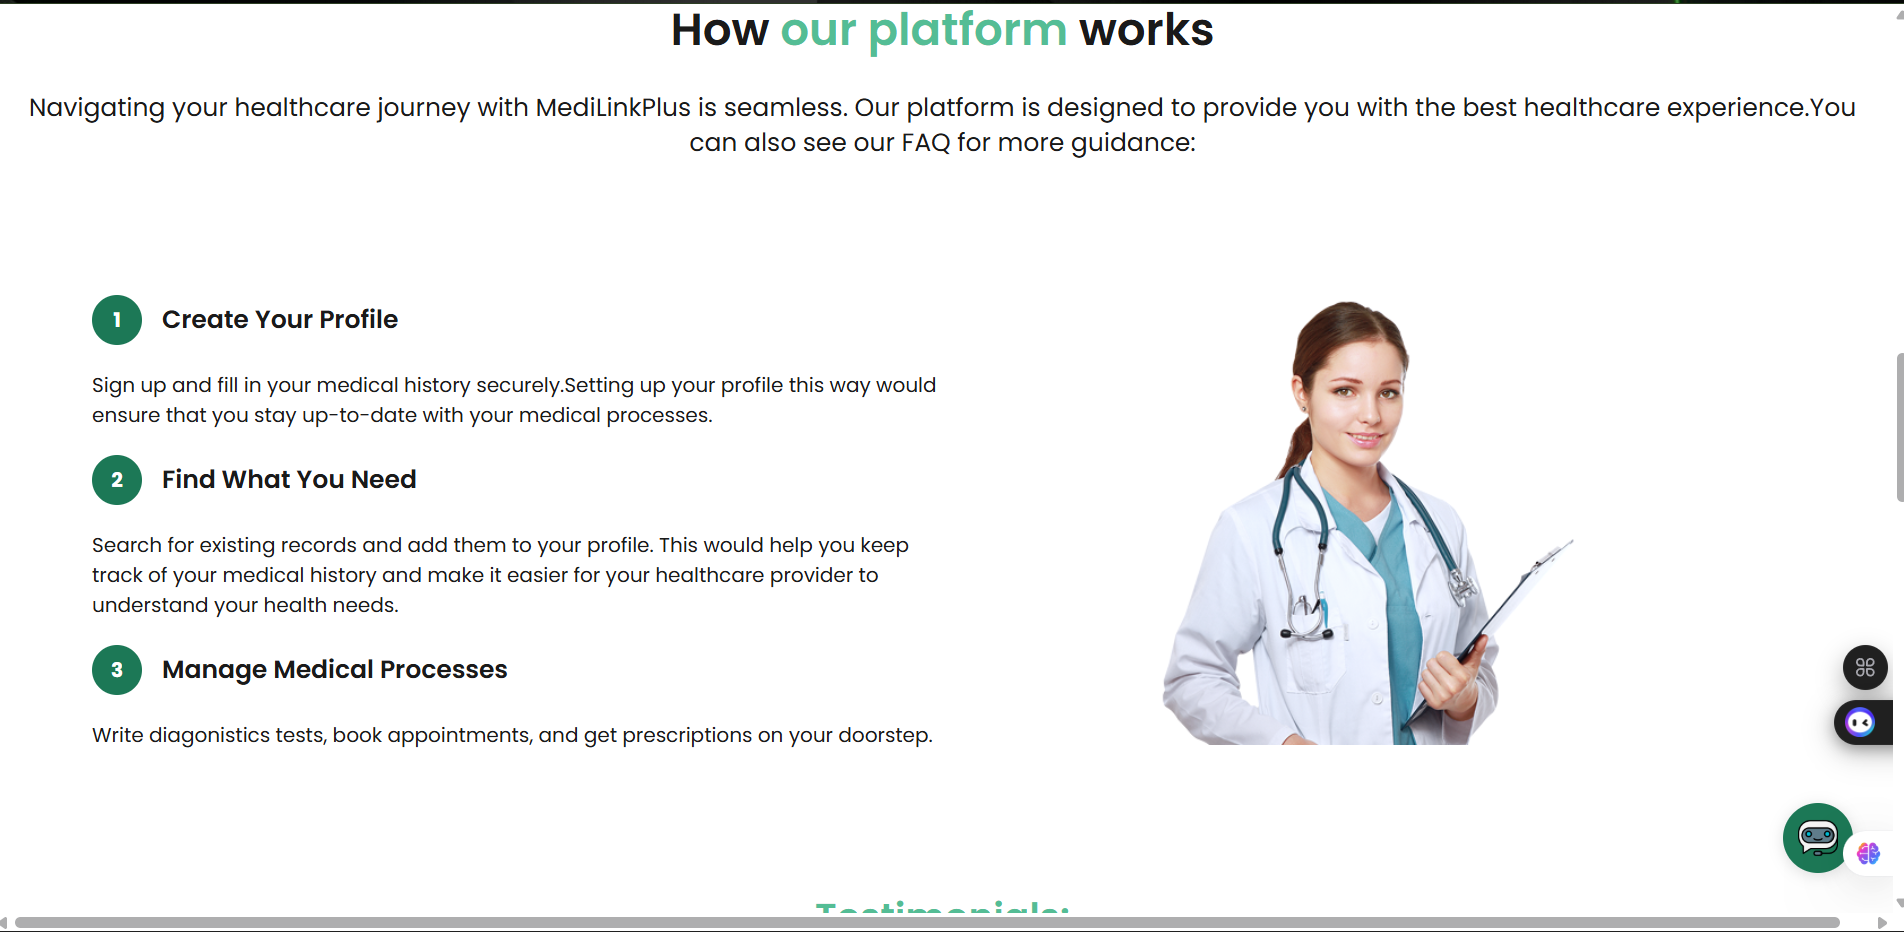 How our platform works
Navigating your healthcare journey with MediLinkPlus is seamless. Our platform is designed to provide you with the best healthcare experience.You
can also see our FAQ for more guidance:
1 Create Your Profile
Sign up and fill in your medical history securely.Setting up your profile this way would
ensure that you stay up-to-date with your medical processes.
2 Find What You Need
Search for existing records and add them to your profile. This would help you keep
track of your medical history and make it easier for your healthcare provider to
understand your health needs.
3 Manage Medical Processes
Write diagonistics tests, book appointments, and get prescriptions on your doorstep.
Testimonials: